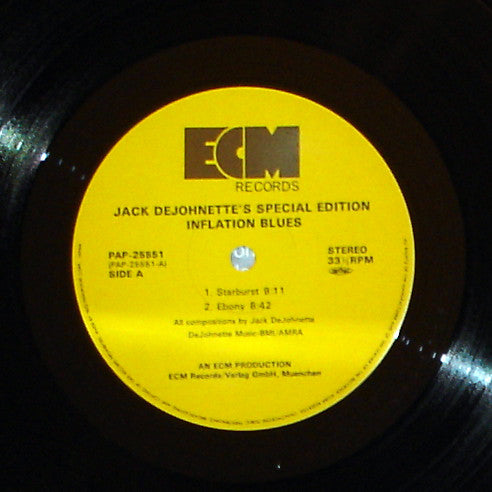 ECM
RECORDS
JACK DEJOHNETTE'S SPECIAL EDITION
INFLATION BLUES
PAP-25551
(PAP-25551-A)
SIDE A
STEREO
33 1/3 RPM
1. Starburst 9:11
2. Ebony 8:42
All compositions by Jack DeJohnette
DeJohnette Music-BMI/AMRA
AN ECM PRODUCTION
ECM Records/Verlag GmbH, Muenchen